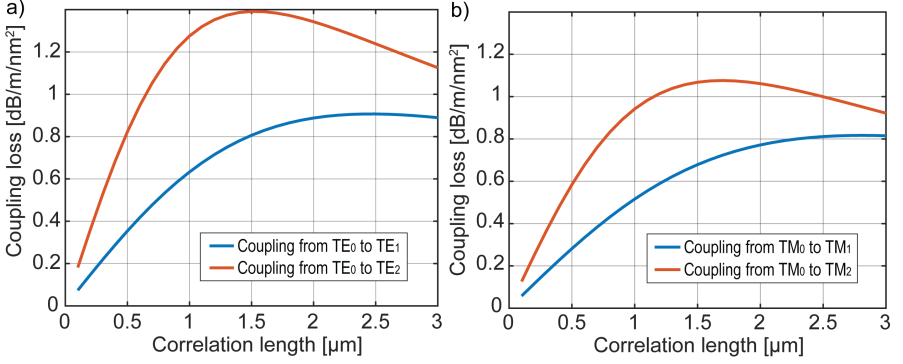 a)
Coupling loss [dB/m/nm²]
1.2
1
0.8
0.6
0.4
0.2
0
0 0.5 1 1.5 2 2.5 3
Correlation length [µm]
Coupling from TE₀ to TE₁
Coupling from TE₀ to TE₂
b)
Coupling loss [dB/m/nm²]
1.2
1
0.8
0.6
0.4
0.2
0
0 0.5 1 1.5 2 2.5 3
Correlation length [µm]
Coupling from TM₀ to TM₁
Coupling from TM₀ to TM₂